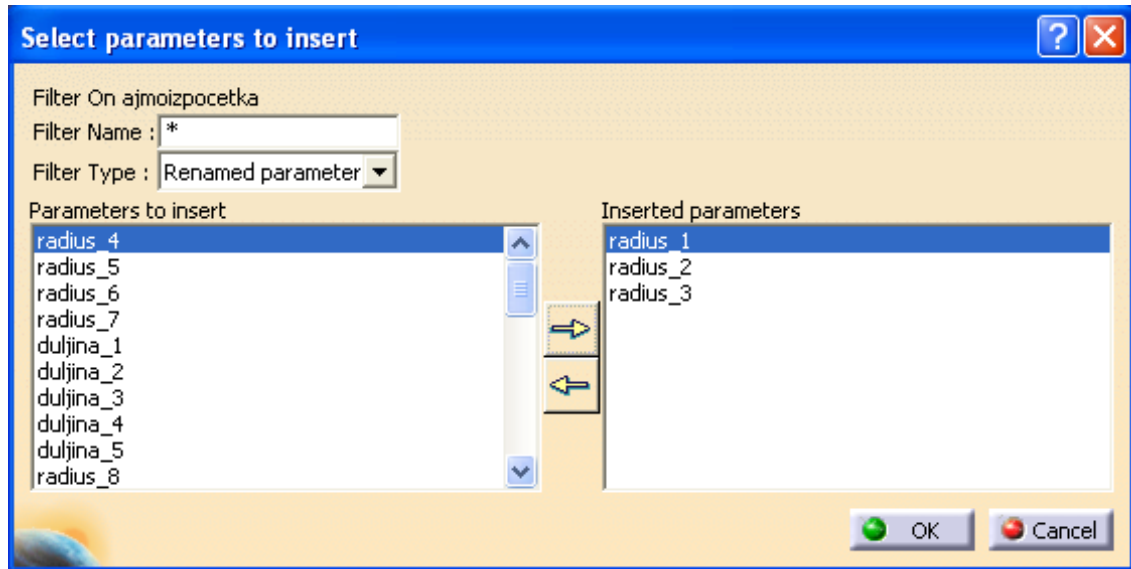 Select parameters to insert
Filter On ajmoizpocetka
Filter Name : *
Filter Type : Renamed parameter
Parameters to insert
radius_4
radius_5
radius_6
radius_7
duljina_1
duljina_2
duljina_3
duljina_4
duljina_5
radius_8
Inserted parameters
radius_1
radius_2
radius_3
OK
Cancel